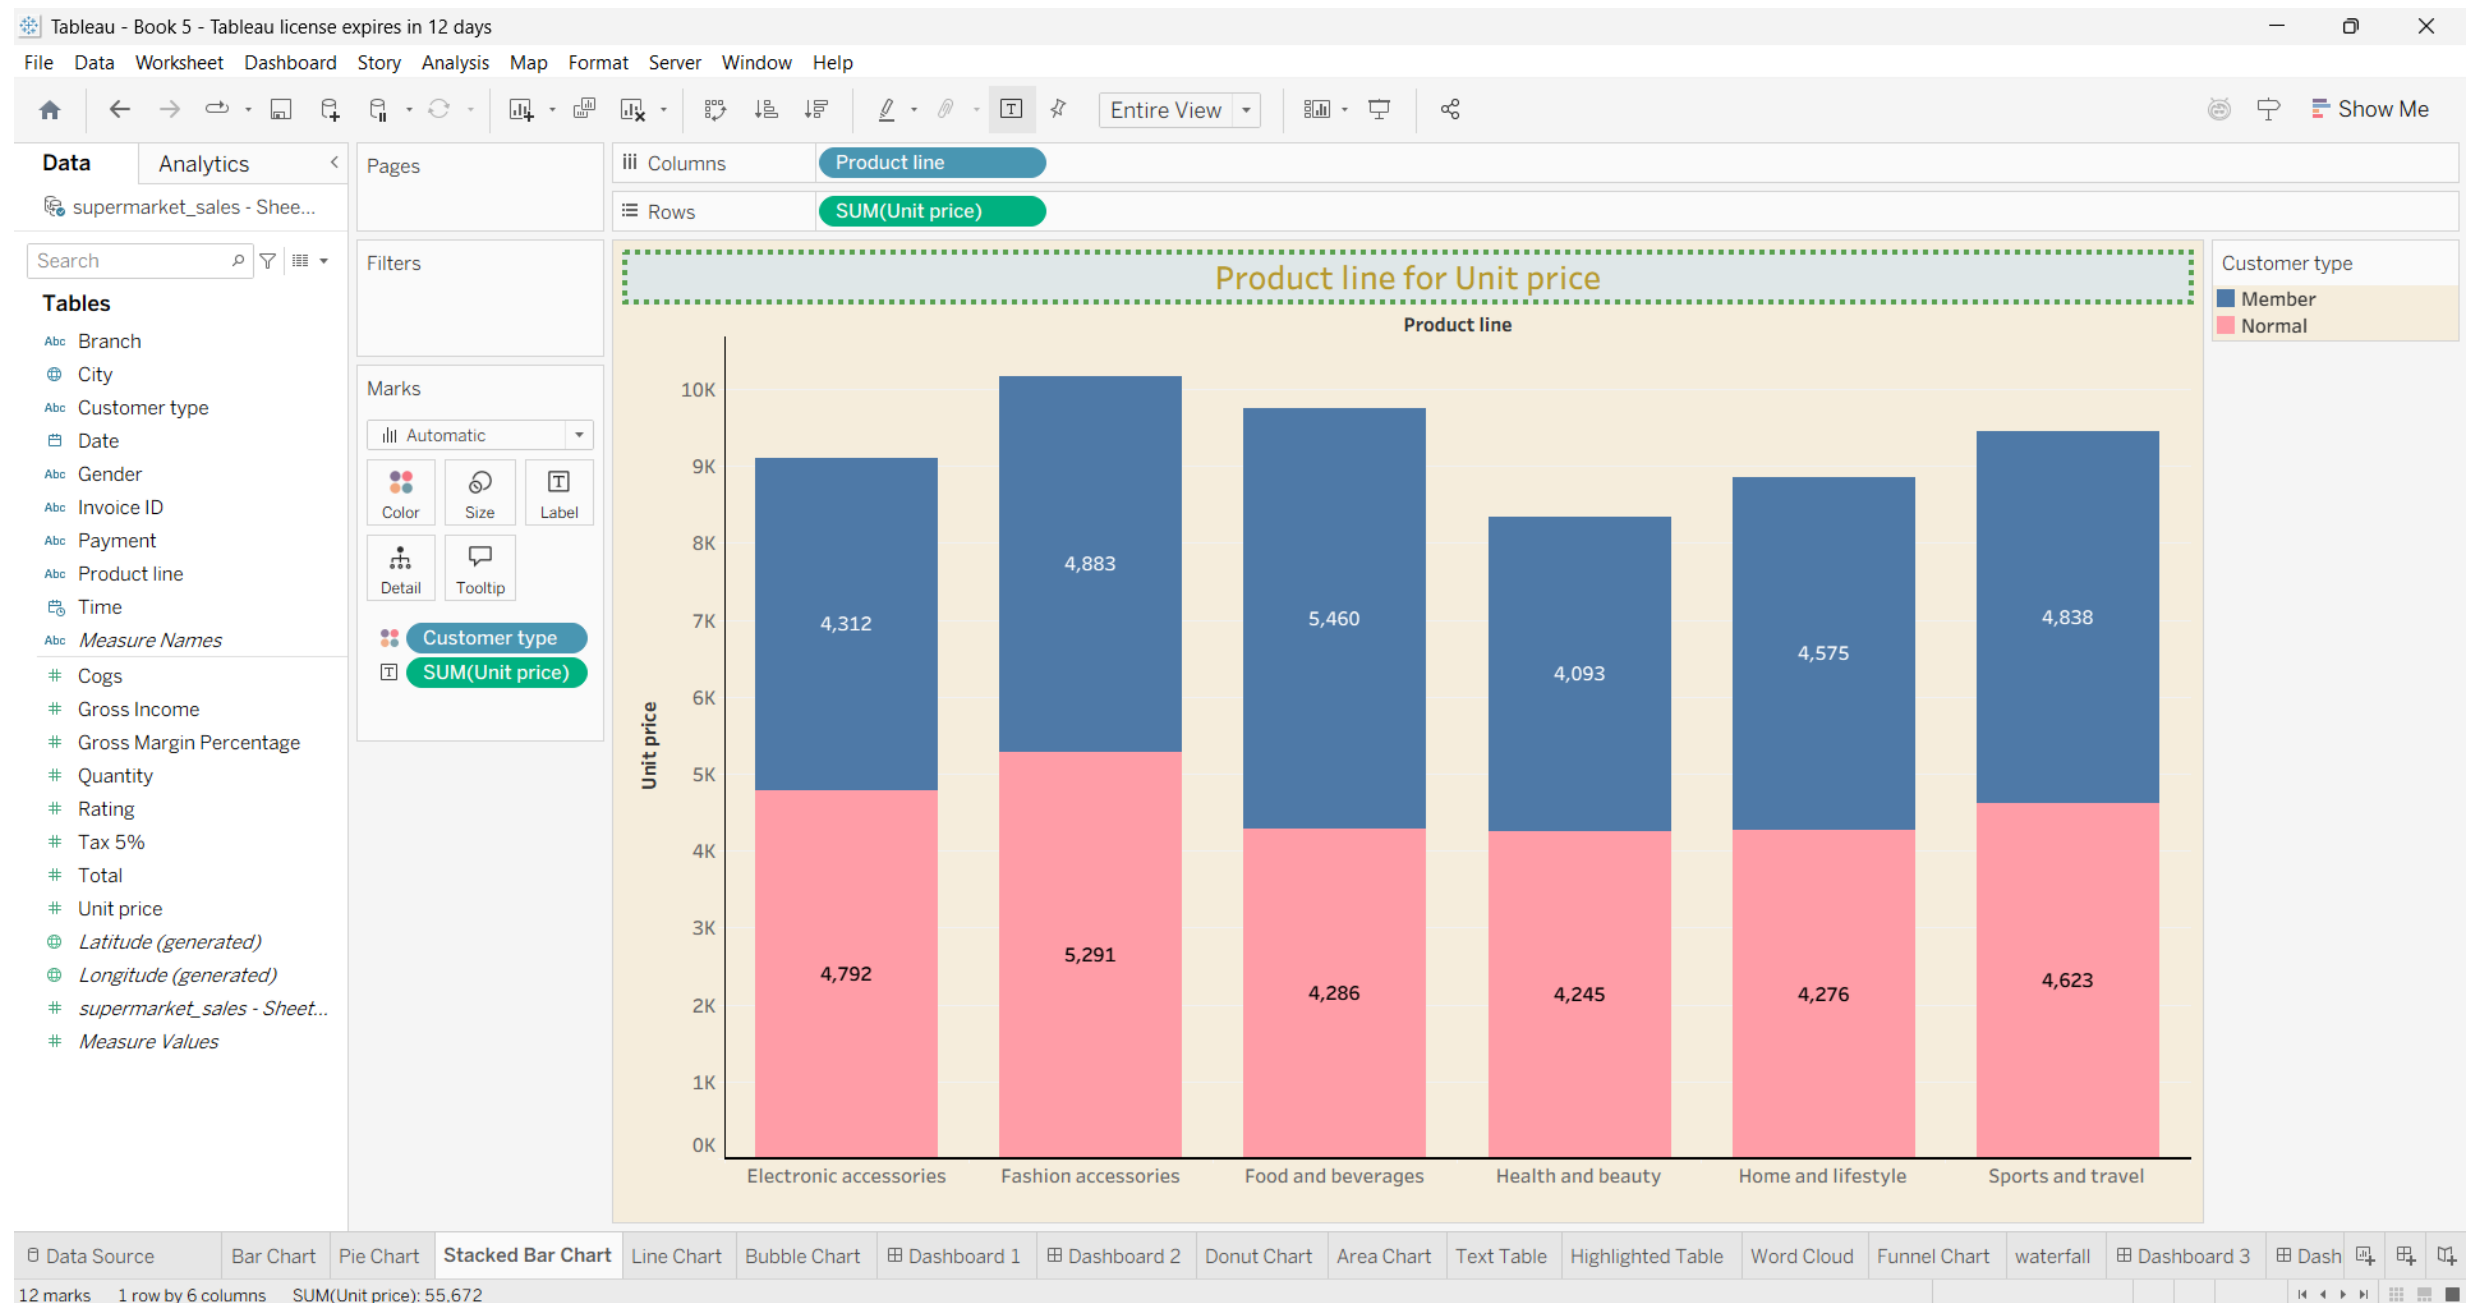 Tableau - Book 5 - Tableau license expires in 12 days
File Data Worksheet Dashboard Story Analysis Map Format Server Window Help
Entire View
Show Me
Data Analytics
supermarket_sales - Shee...
Search
Tables
Abc Branch
City
Abc Customer type
Date
Abc Gender
Abc Invoice ID
Abc Payment
Abc Product line
Time
Abc Measure Names
# Cogs
# Gross Income
# Gross Margin Percentage
# Quantity
# Rating
# Tax 5%
# Total
# Unit price
Latitude (generated)
Longitude (generated)
# supermarket_sales - Sheet...
# Measure Values
Pages
Filters
Marks
Automatic
Color Size Label
Detail Tooltip
Customer type
SUM(Unit price)
Columns Product line
Rows SUM(Unit price)
Product line for Unit price
Product line
Unit price
10K
9K
8K
7K
6K
5K
4K
3K
2K
1K
0K
4,312 4,883 5,460 4,093 4,575 4,838
4,792 5,291 4,286 4,245 4,276 4,623
Electronic accessories Fashion accessories Food and beverages Health and beauty Home and lifestyle Sports and travel
Customer type
Member
Normal
Data Source Bar Chart Pie Chart Stacked Bar Chart Line Chart Bubble Chart Dashboard 1 Dashboard 2 Donut Chart Area Chart Text Table Highlighted Table Word Cloud Funnel Chart waterfall Dashboard 3 Dash
12 marks 1 row by 6 columns SUM(Unit price): 55,672